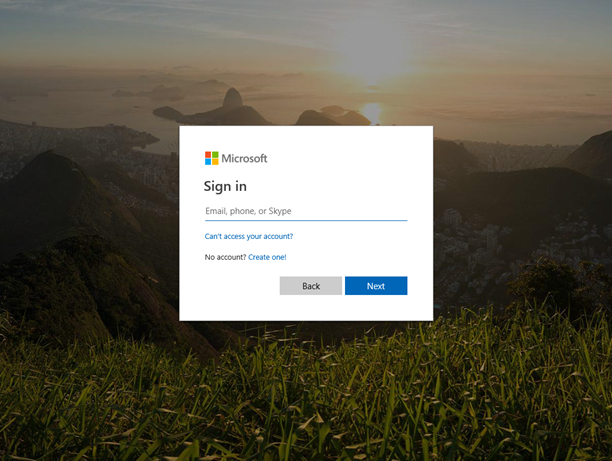 Microsoft
Sign in
Email, phone, or Skype
Can't access your account?
No account? Create one!
Back Next